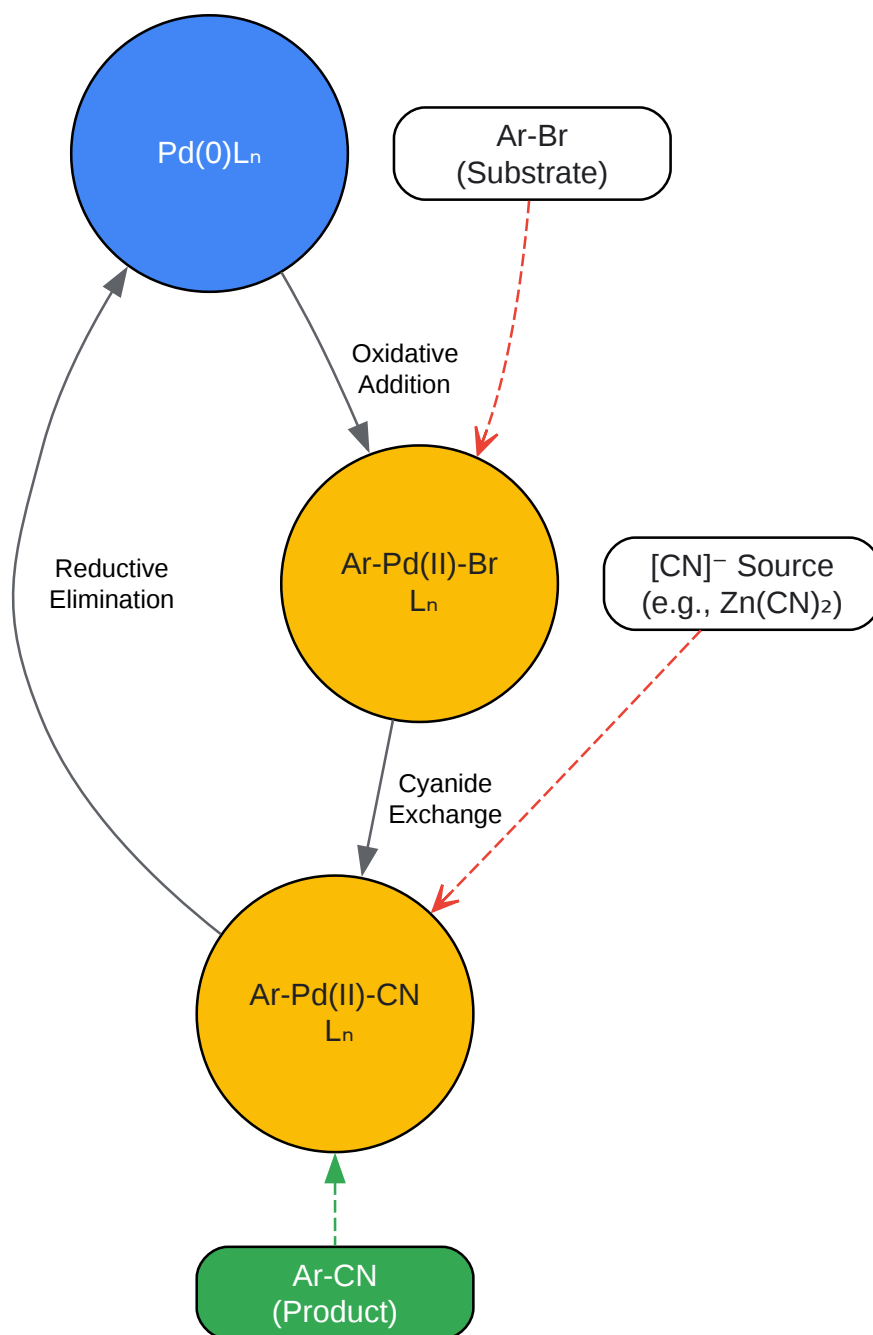 Pd(0)Lₙ
Ar-Br
(Substrate)
Oxidative
Addition
Ar-Pd(II)-Br
Lₙ
[CN]⁻ Source
(e.g., Zn(CN)₂)
Reductive
Elimination
Cyanide
Exchange
Ar-Pd(II)-CN
Lₙ
Ar-CN
(Product)